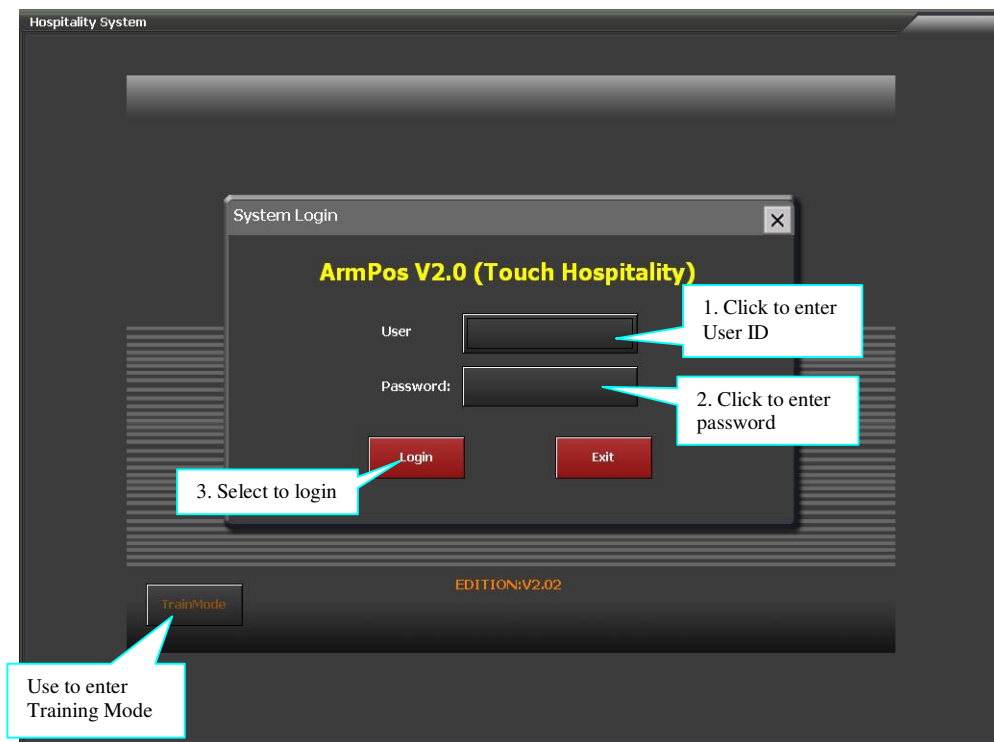 Hospitality System
System Login
ArmPos V2.0 (Touch Hospitality)
User
1. Click to enter
User ID
Password:
2. Click to enter
password
Login
Exit
3. Select to login
EDITION:V2.02
TrainMode
Use to enter
Training Mode